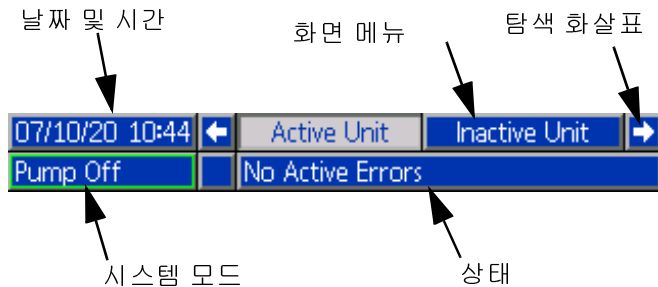 날짜 및 시간
화면 메뉴
탐색 화살표
07/10/20 10:44
Active Unit
Inactive Unit
Pump Off
No Active Errors
시스템 모드
상태